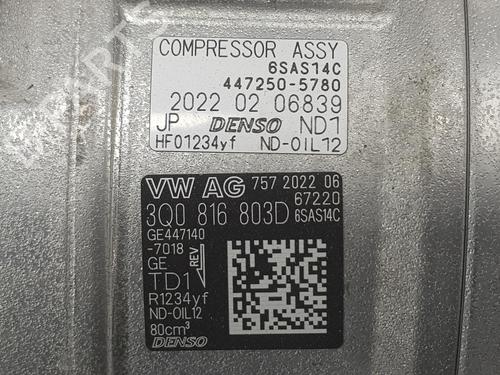 COMPRESSOR ASSY
6SAS14C
447250-5780
2022 02 06839
JP DENSO ND1
HF01234yf ND-OIL12
VW AG 757 2022 06
67220
3Q0 816 803D 6SAS14C
GE447140
-7018
REV
GE
TD1
R1234yf
ND-OIL12
80cm³
DENSO